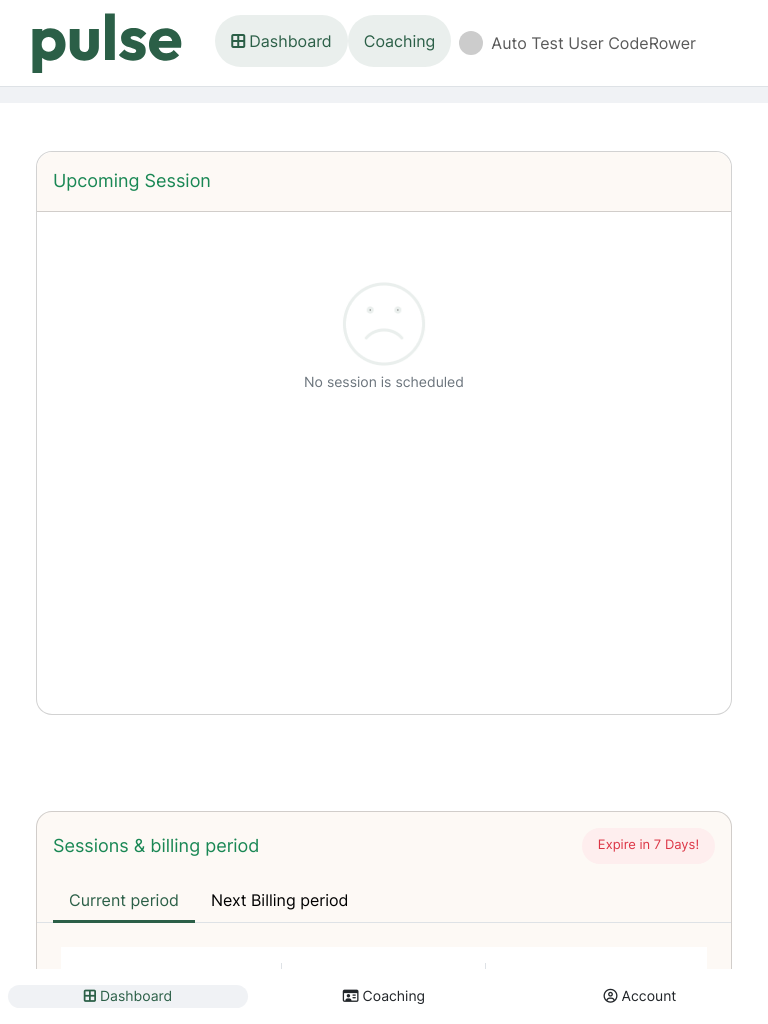 pulse
Dashboard
Coaching
Auto Test User CodeRower
Upcoming Session
No session is scheduled
Sessions & billing period
Expire in 7 Days!
Current period
Next Billing period
Dashboard
Coaching
Account